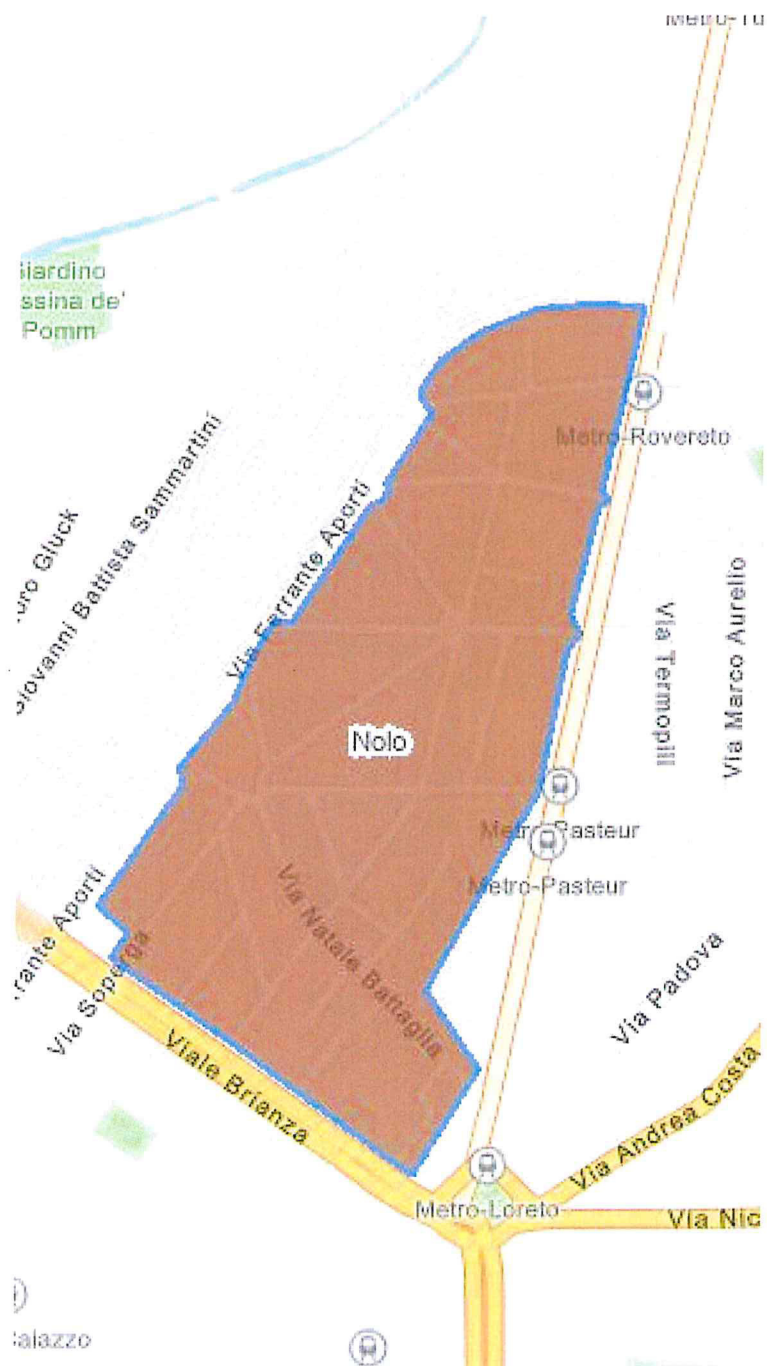 Giardino
ssina de'
Pomm
Metro-Rovereto
Giovanni Battista Sammartini
Gluck
Via Ferrante Aporti
Via Termopili
Via Marco Aurelio
Nolo
Metro-Pasteur
Metro-Pasteur
Via Natale Battaglia
rante Aporti
Via Soperga
Via Padova
Viale Brianza
Via Andrea Costa
Metro-Loreto
Via Nic